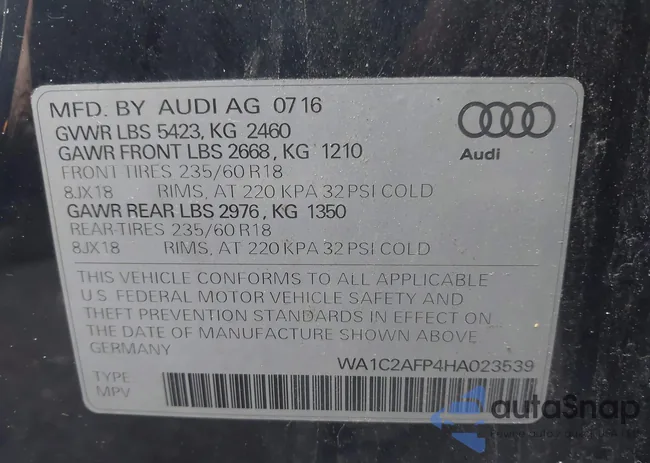 MFD. BY AUDI AG 0716
GVWR LBS 5423, KG 2460
GAWR FRONT LBS 2668, KG 1210
FRONT TIRES 235/60 R18
8JX18 RIMS, AT 220 KPA 32 PSI COLD
GAWR REAR LBS 2976, KG 1350
REAR-TIRES 235/60 R18
8JX18 RIMS, AT 220 KPA 32 PSI COLD
Audi
THIS VEHICLE CONFORMS TO ALL APPLICABLE
U.S. FEDERAL MOTOR VEHICLE SAFETY AND
THEFT PREVENTION STANDARDS IN EFFECT ON
THE DATE OF MANUFACTURE SHOWN ABOVE
GERMANY
WA1C2AFP4HA023539
TYPE:
MPV
autoSnap